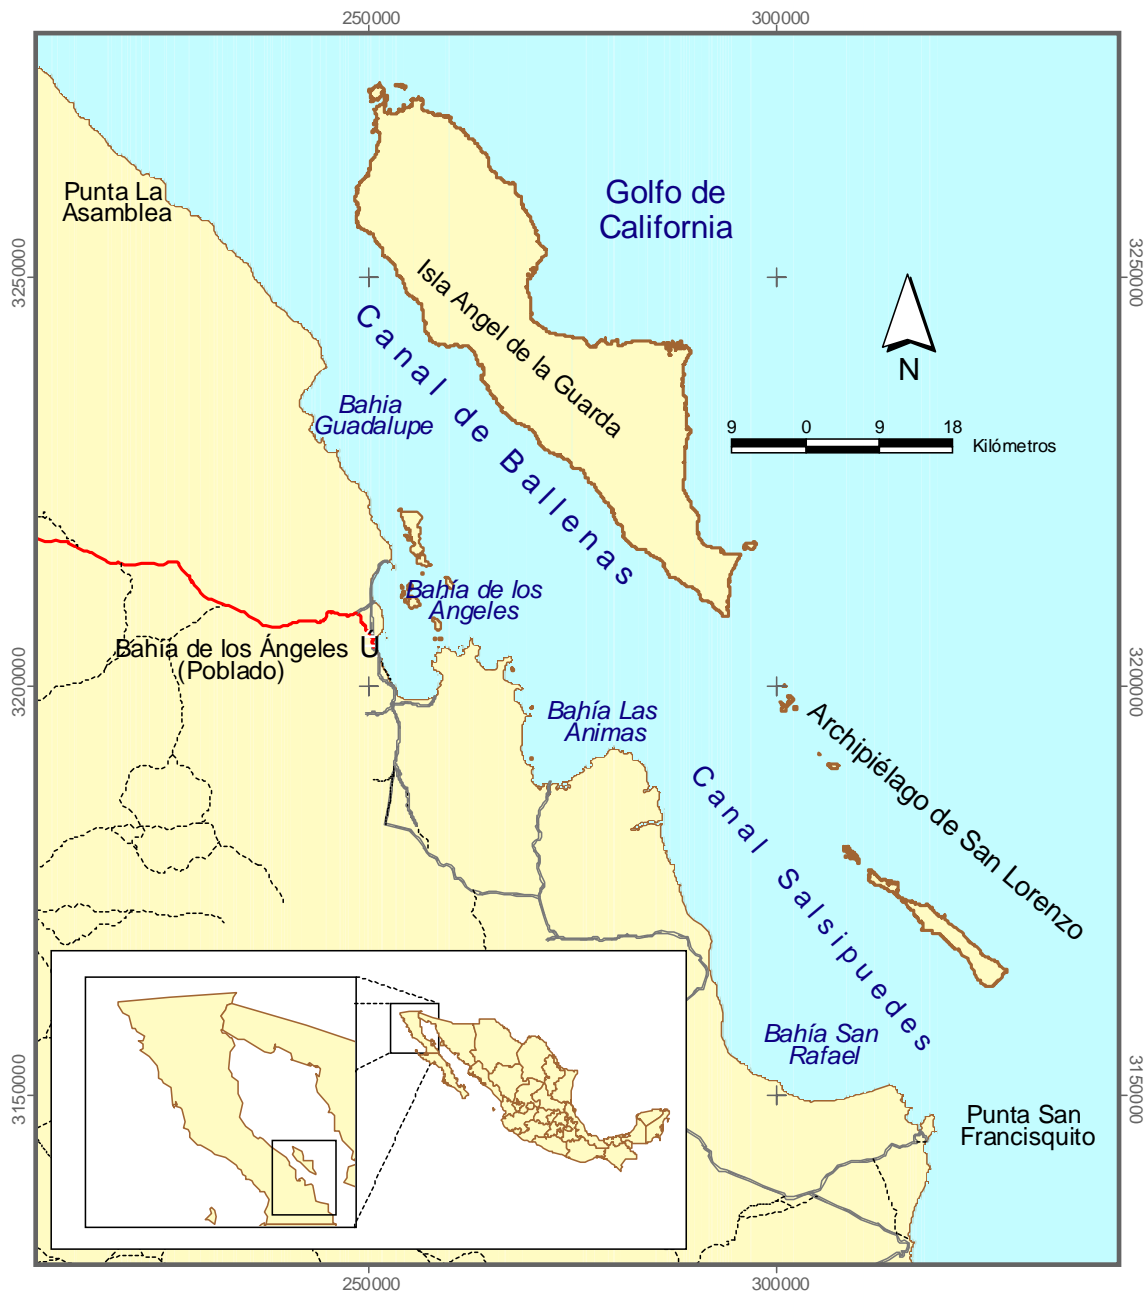 250000
300000
Punta La
Asamblea
Golfo de
California
3250000
3250000
Isla Angel de la Guarda
Canal de Ballenas
N
Bahia
Guadalupe
9 0 9 18
Kilómetros
Bahía de los
Ángeles
Bahía de los Ángeles U
(Poblado)
3200000
3200000
Bahía Las
Animas
Archipiélago de San Lorenzo
Canal Salsipuedes
Bahía San
Rafael
3150000
3150000
Punta San
Francisquito
250000
300000